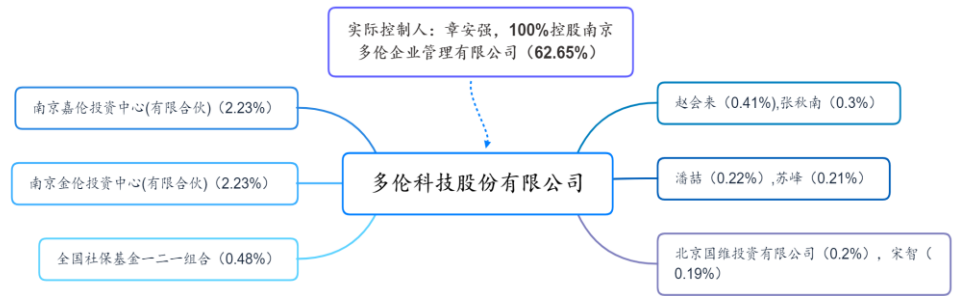 实际控制人：章安强，100%控股南京
多伦企业管理有限公司（62.65%）
南京嘉伦投资中心(有限合伙)（2.23%）
南京金伦投资中心(有限合伙)（2.23%）
全国社保基金一二一组合（0.48%）
多伦科技股份有限公司
赵会来（0.41%),张秋南（0.3%）
潘喆（0.22%）,苏峰（0.21%）
北京国维投资有限公司（0.2%），宋智（
0.19%）